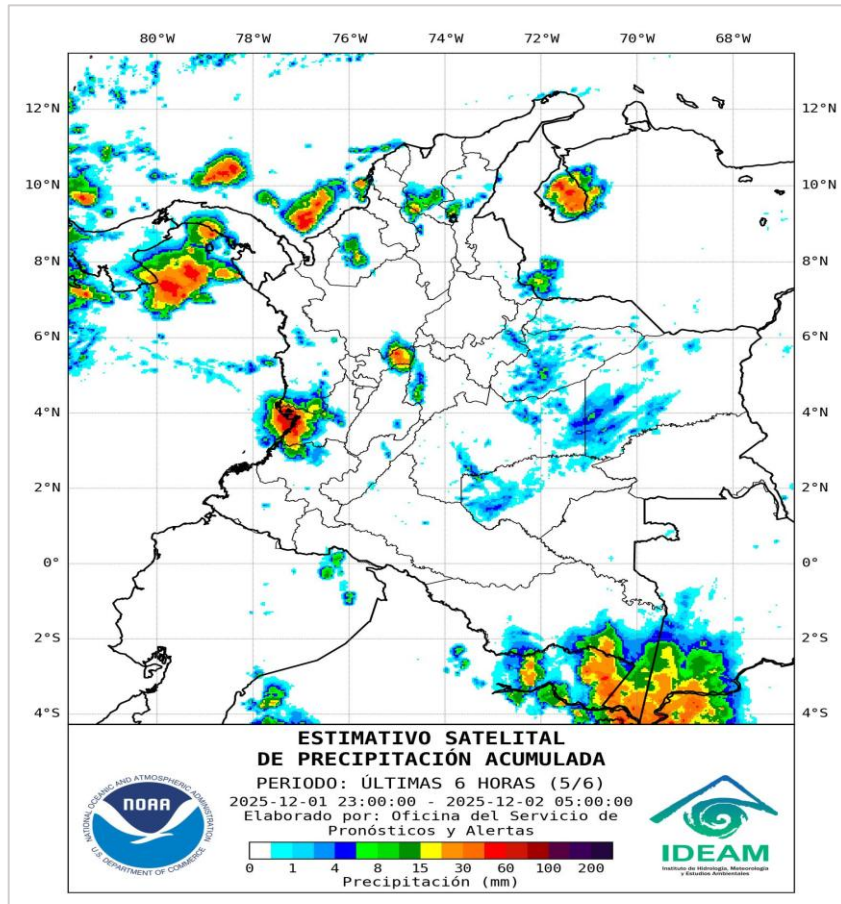 80°W 78°W 76°W 74°W 72°W 70°W 68°W
12°N 12°N
10°N 10°N
8°N 8°N
6°N 6°N
4°N 4°N
2°N 2°N
0° 0°
2°S 2°S
4°S 4°S
ESTIMATIVO SATELITAL
DE PRECIPITACIÓN ACUMULADA
PERIODO: ÚLTIMAS 6 HORAS (5/6)
2025-12-01 23:00:00 - 2025-12-02 05:00:00
Elaborado por: Oficina del Servicio de
Pronósticos y Alertas
0 1 4 8 15 30 60 100 200
Precipitación (mm)
NATIONAL OCEANIC AND ATMOSPHERIC ADMINISTRATION
NOAA
U.S. DEPARTMENT OF COMMERCE
IDEAM
Instituto de Hidrología, Meteorología
y Estudios Ambientales